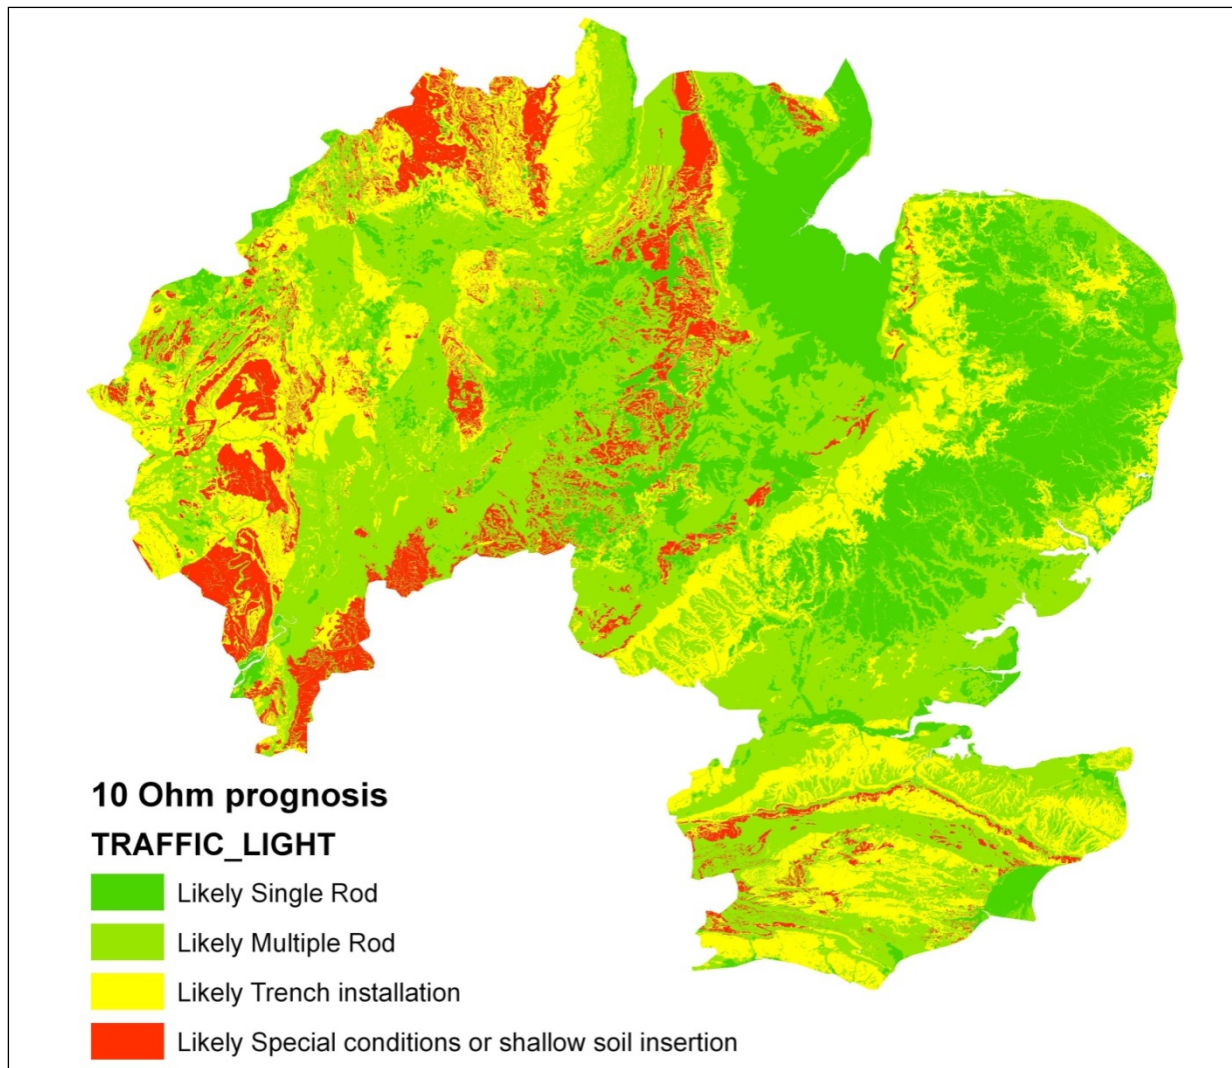 10 Ohm prognosis
TRAFFIC_LIGHT
Likely Single Rod
Likely Multiple Rod
Likely Trench installation
Likely Special conditions or shallow soil insertion